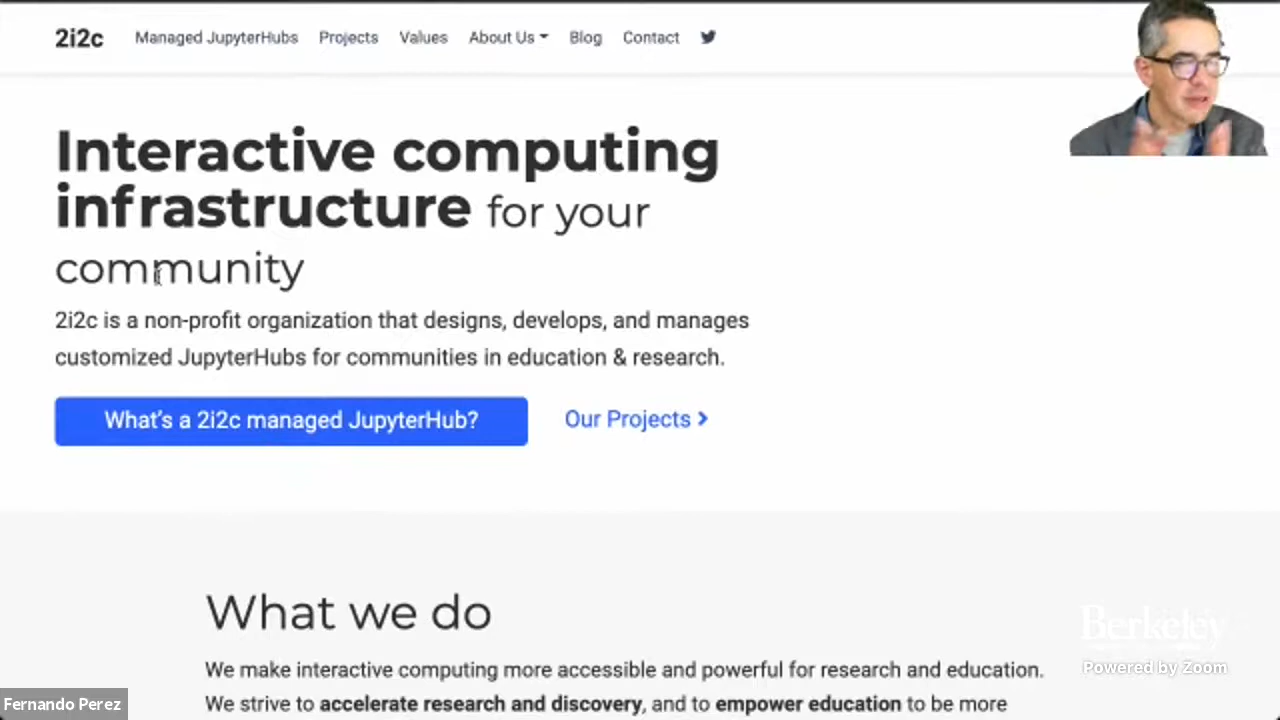 2i2c Managed JupyterHubs Projects Values About Us Blog Contact
Interactive computing
infrastructure for your
community
2i2c is a non-profit organization that designs, develops, and manages
customized JupyterHubs for communities in education & research.
What's a 2i2c managed JupyterHub? Our Projects
What we do
We make interactive computing more accessible and powerful for research and education.
We strive to accelerate research and discovery, and to empower education to be more
Berkeley
Powered by Zoom
Fernando Perez